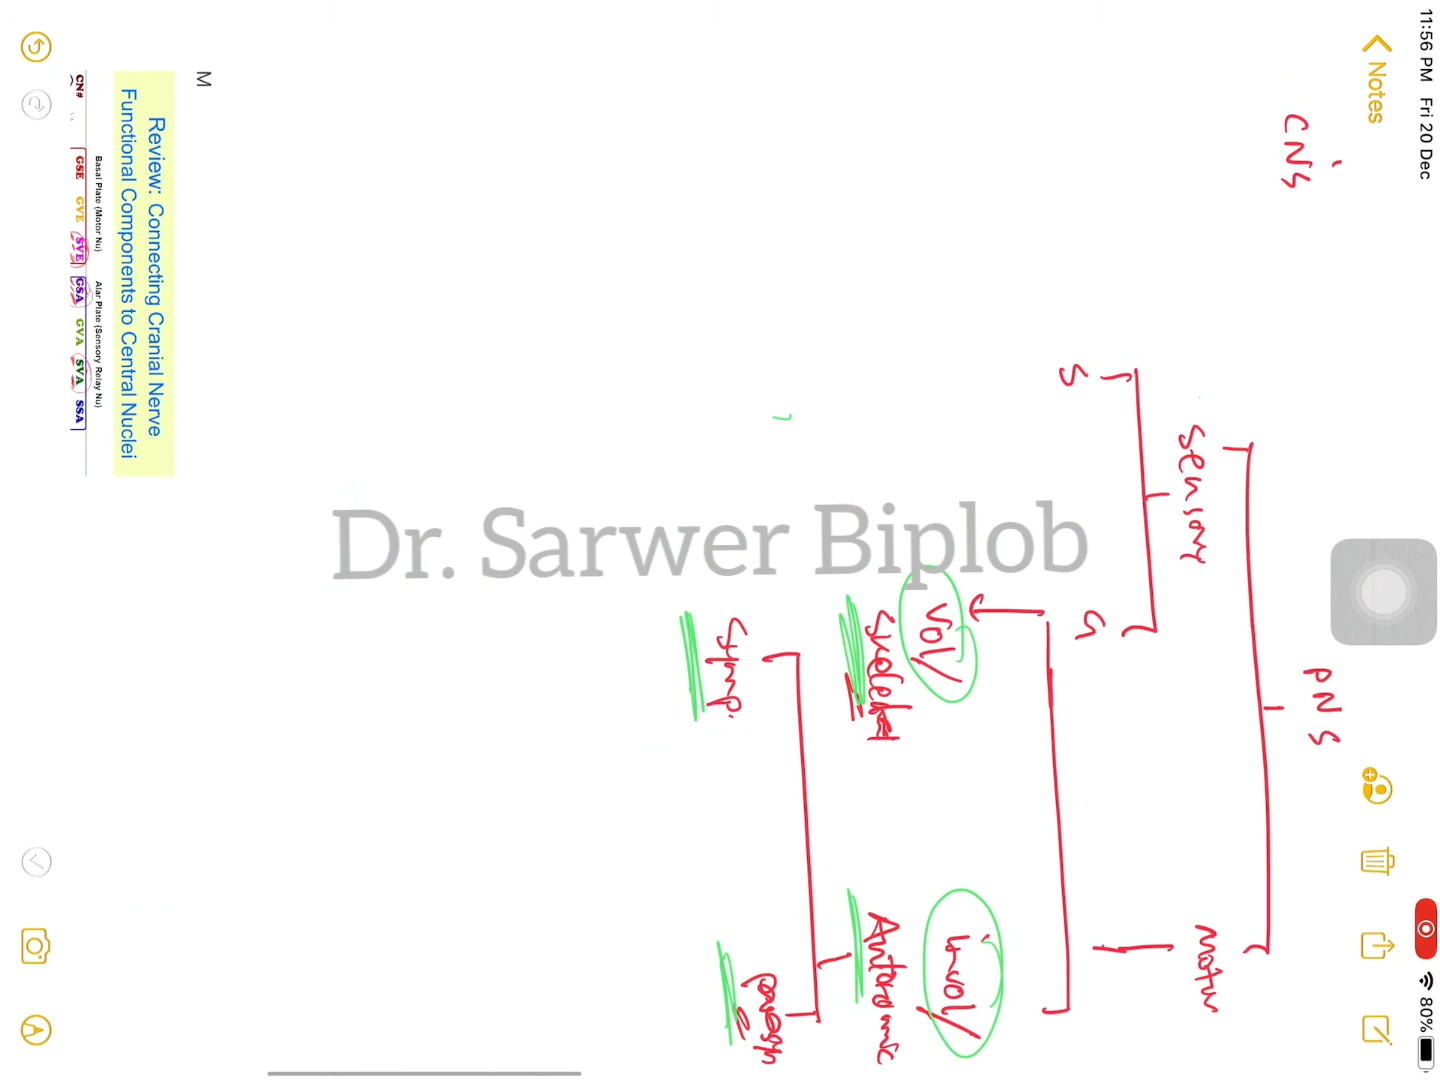 11:56 PM Fri 20 Dec
80%
Notes
CNS
PNS
Sensory
Motor
S
G
Vol/
Invol/
Autonomic
Symp.
Dr. Sarwer Biplob
M
Review: Connecting Cranial Nerve
Functional Components to Central Nuclei
Basal Plate (Motor Nu) Alar Plate (Sensory Relay Nu)
CN# GSE GVE SVE GSA GVA SVA SSA